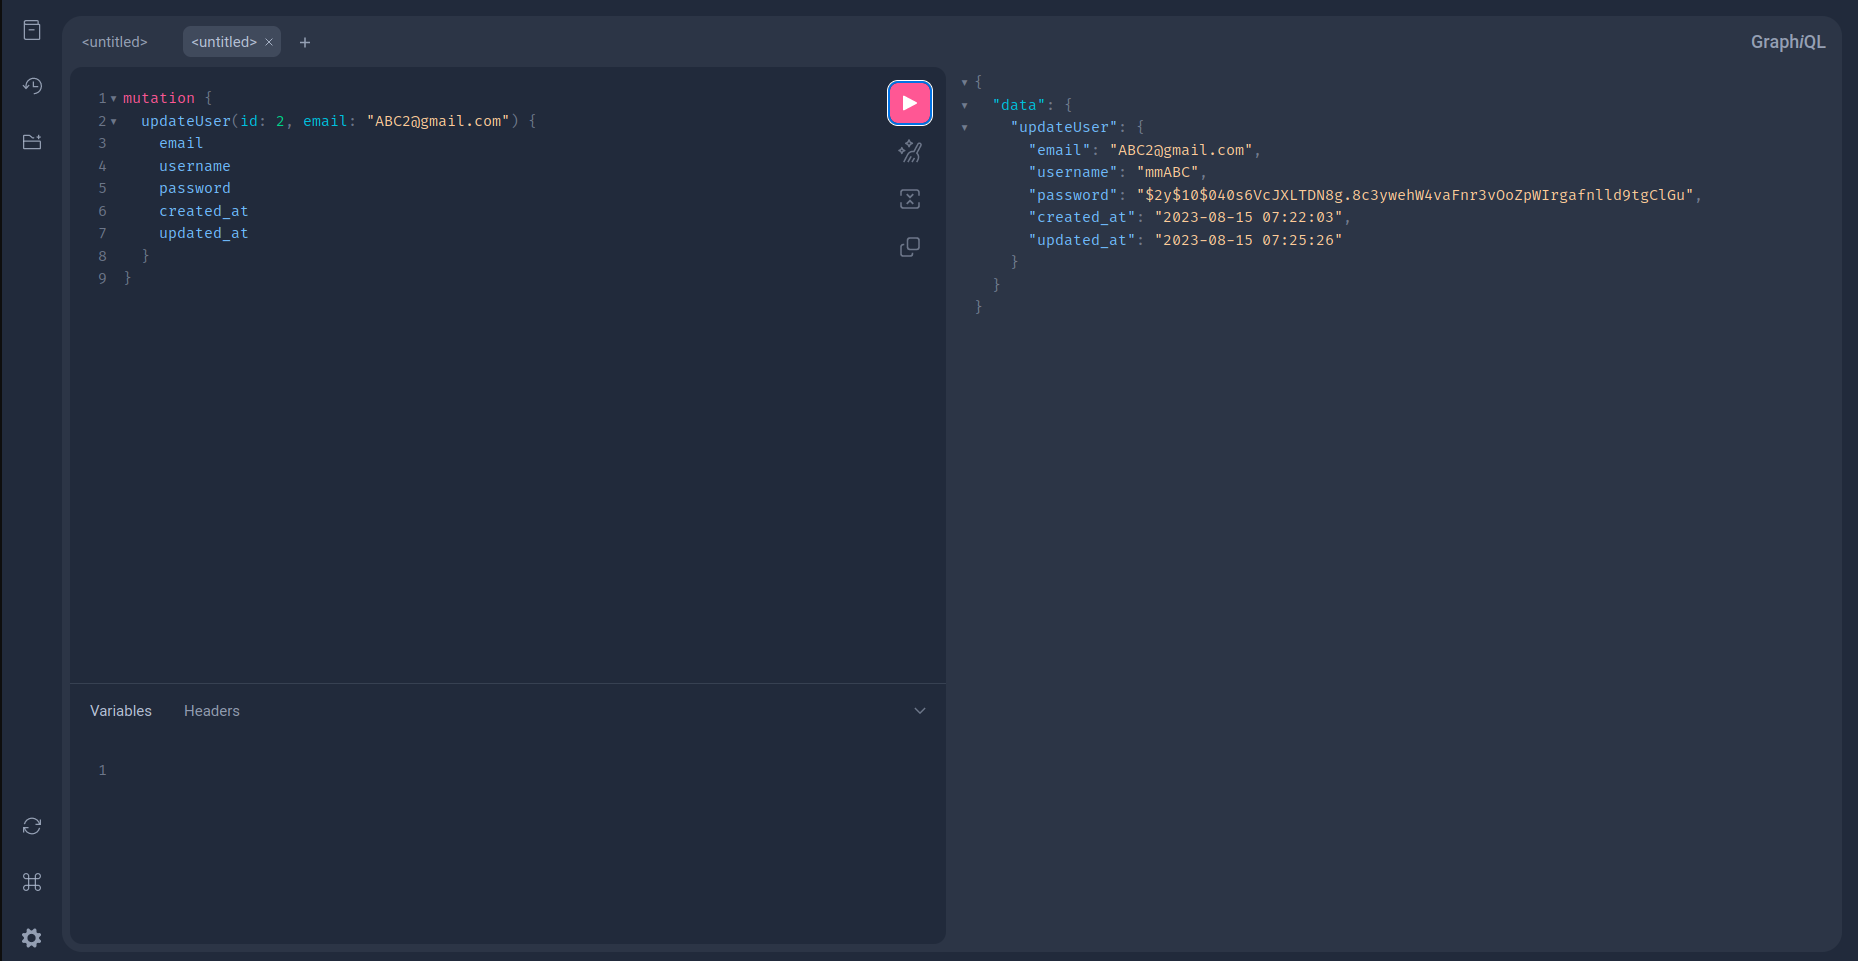 <untitled>
<untitled> × +
GraphiQL
1 mutation {
2 updateUser(id: 2, email: "ABC2@gmail.com") {
3 email
4 username
5 password
6 created_at
7 updated_at
8 }
9 }
Variables Headers
1
{
"data": {
"updateUser": {
"email": "ABC2@gmail.com",
"username": "mmABC",
"password": "$2y$10$040s6VcJXLTDN8g.8c3ywehW4vaFnr3vOoZpWIrgafnlld9tgClGu",
"created_at": "2023-08-15 07:22:03",
"updated_at": "2023-08-15 07:25:26"
}
}
}